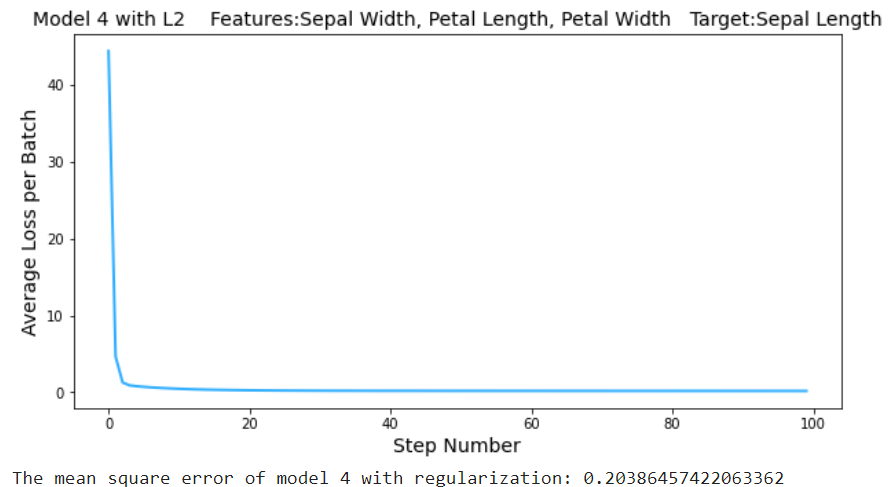 Model 4 with L2    Features:Sepal Width, Petal Length, Petal Width   Target:Sepal Length
Average Loss per Batch
40
30
20
10
0
0 20 40 60 80 100
Step Number
The mean square error of model 4 with regularization: 0.20386457422063362